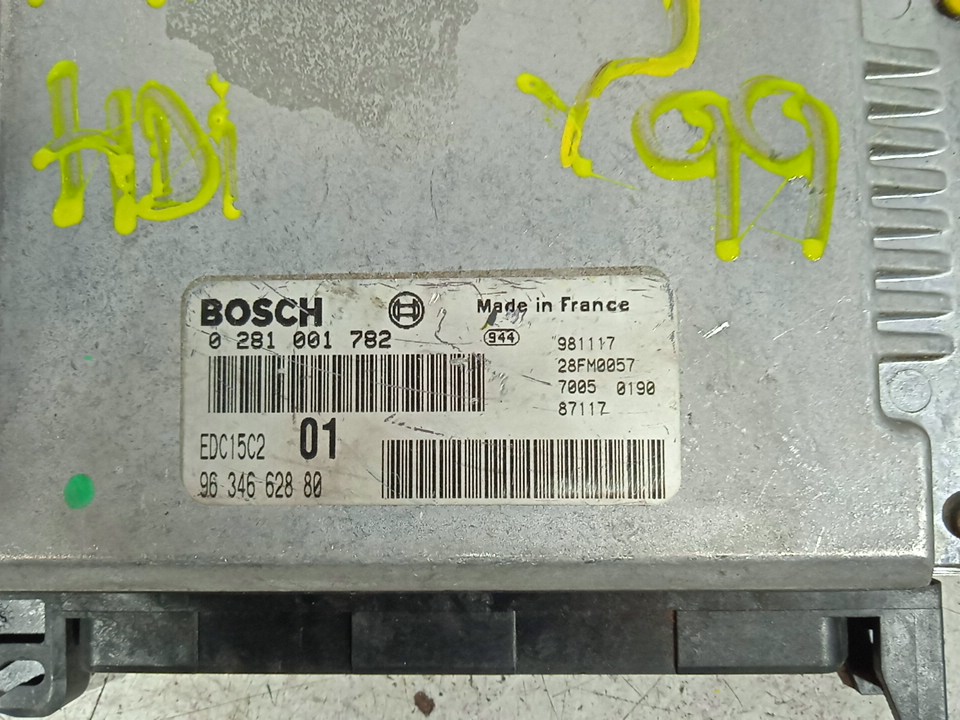 HDi
99
BOSCH
Made in France
0 281 001 782
944
981117
28FM0057
7005 0190
87117
EDC15C2 01
96 346 628 80